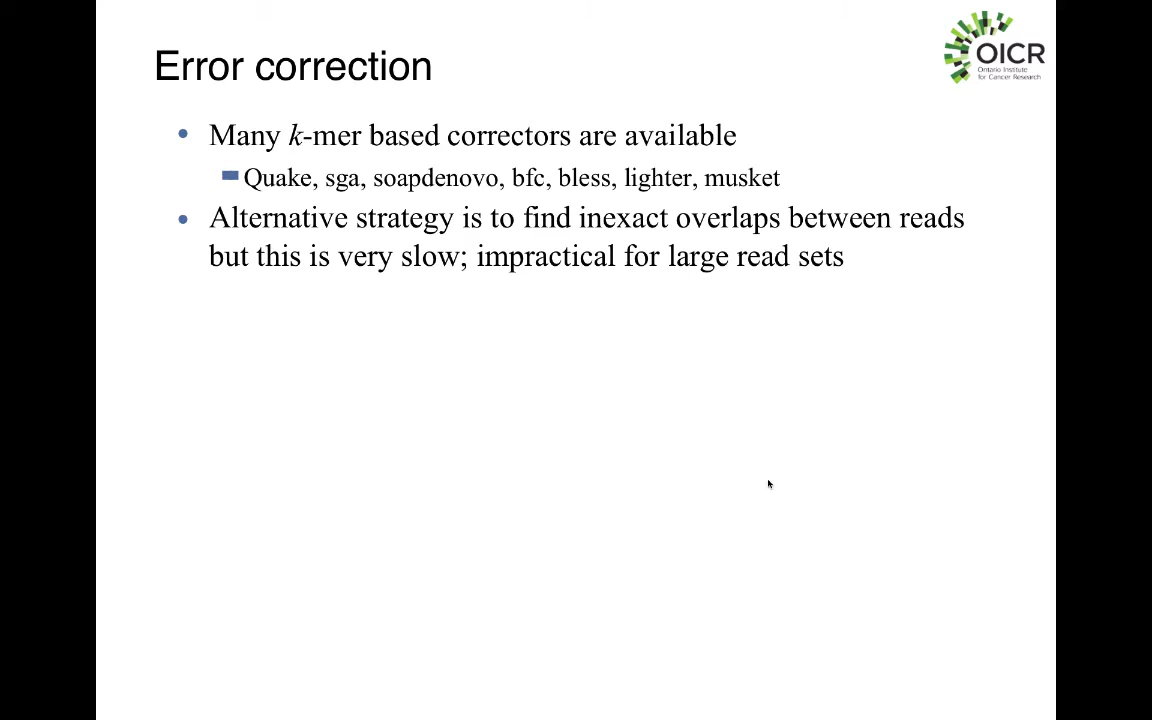 Error correction
OICR
Ontario Institute
for Cancer Research
• Many k-mer based correctors are available
Quake, sga, soapdenovo, bfc, bless, lighter, musket
• Alternative strategy is to find inexact overlaps between reads
but this is very slow; impractical for large read sets